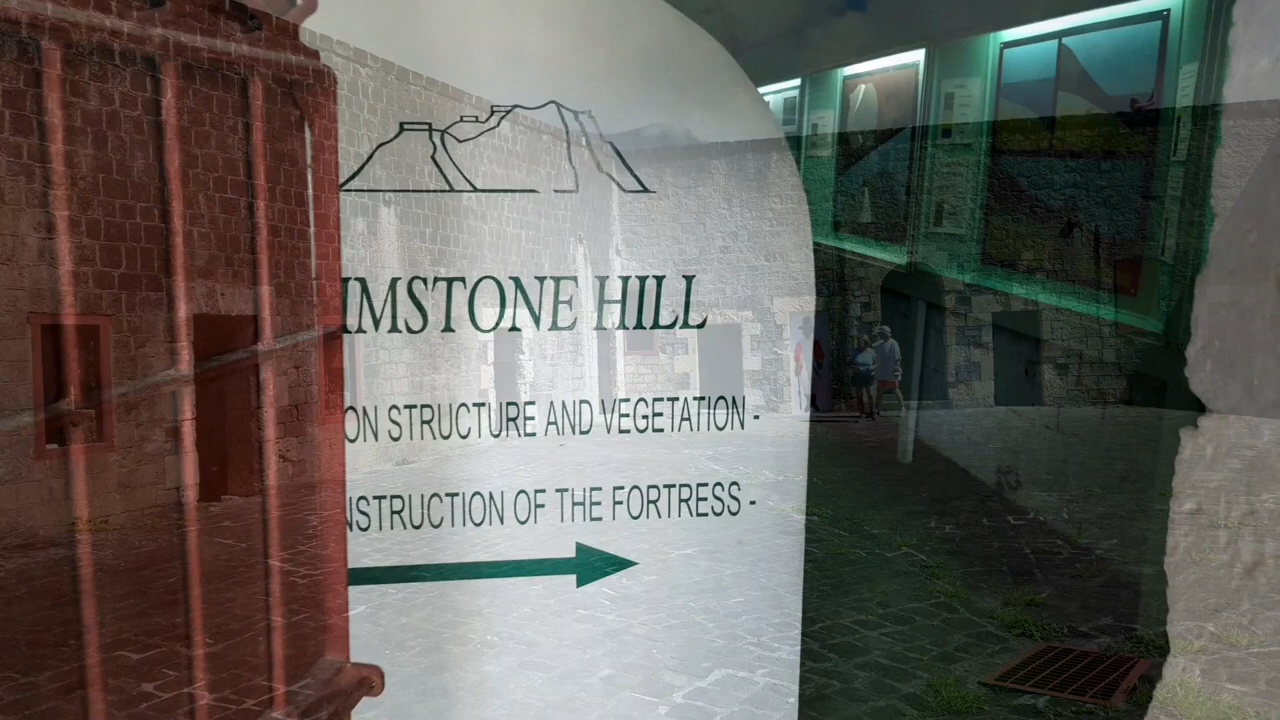 IMSTONE HILL
ON STRUCTURE AND VEGETATION -
NSTRUCTION OF THE FORTRESS -